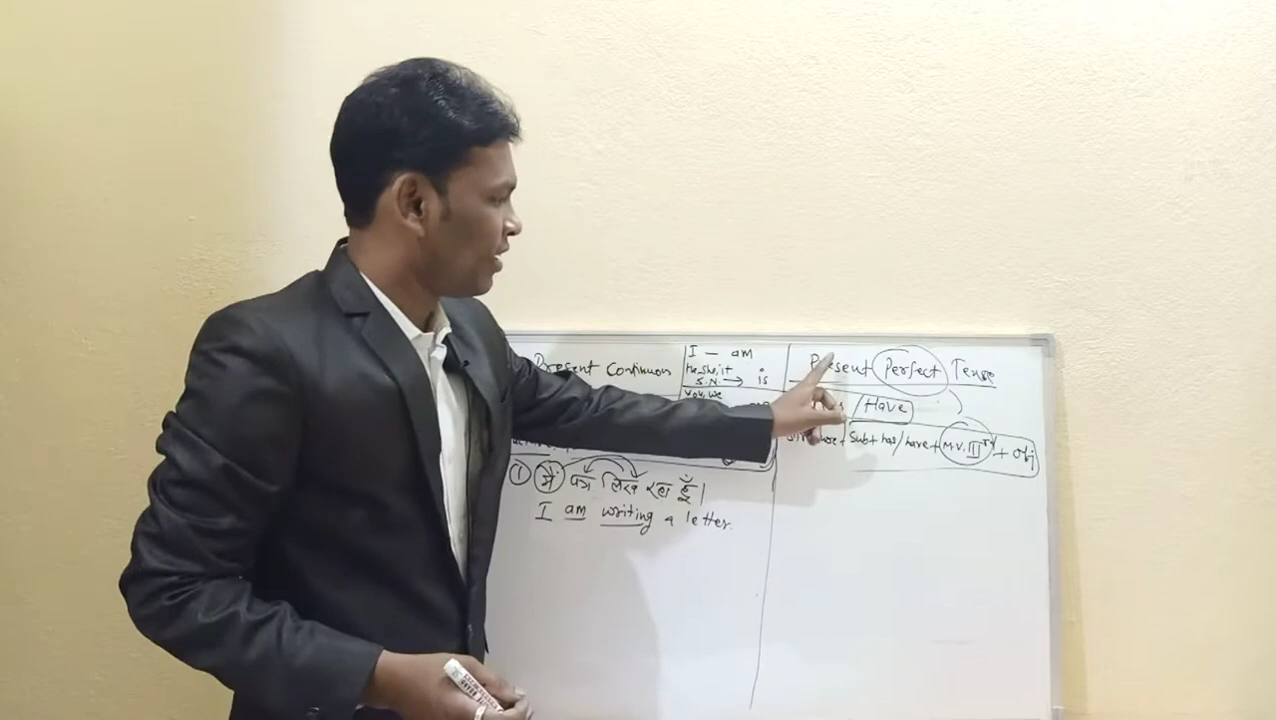 Present Continuous
I — am
He, she, it
S.N → is
You, we
① मैं पत्र लिख रहा हूँ।
I am writing a letter.
Present Perfect Tense
/Have
Sub + has/have + M.V. III + obj